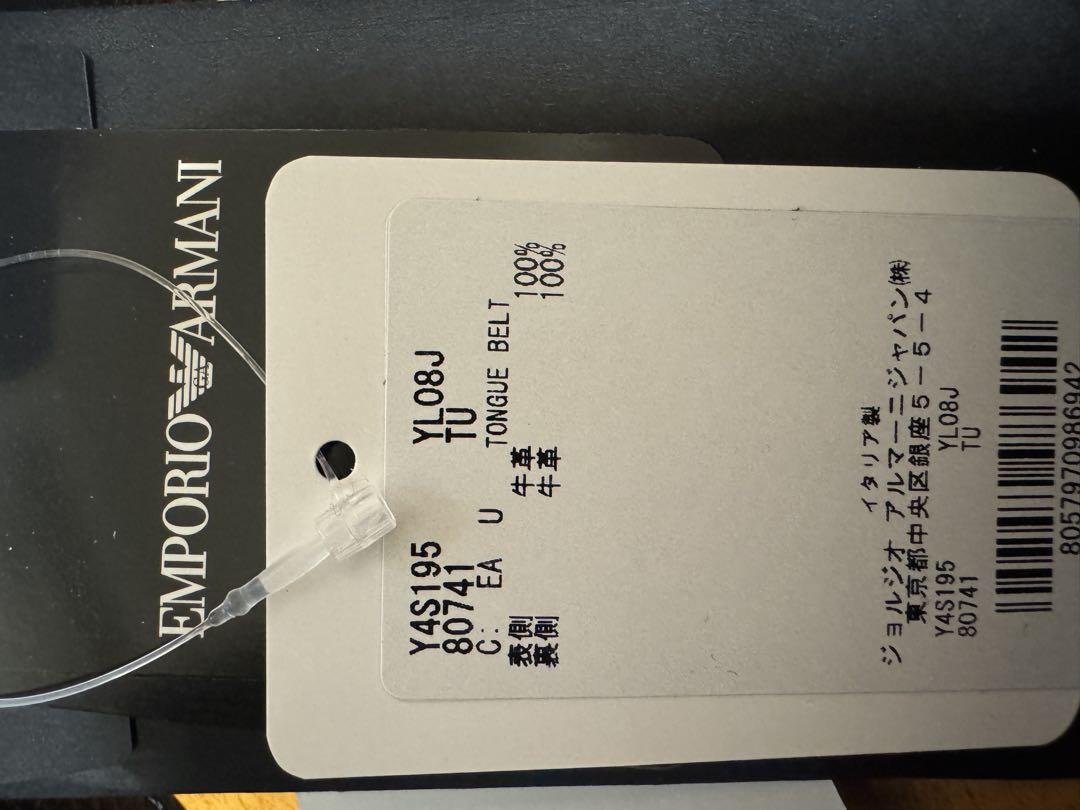 EMPORIO ARMANI
GA
Y4S195 YL08J
80741 TU
C: EA U TONGUE BELT
表側 牛革 100%
裏側 牛革 100%
イタリア製
ジョルジオ アルマーニジャパン㈱
東京都中央区銀座5-5-4
Y4S195 YL08J
80741 TU
8057970986942